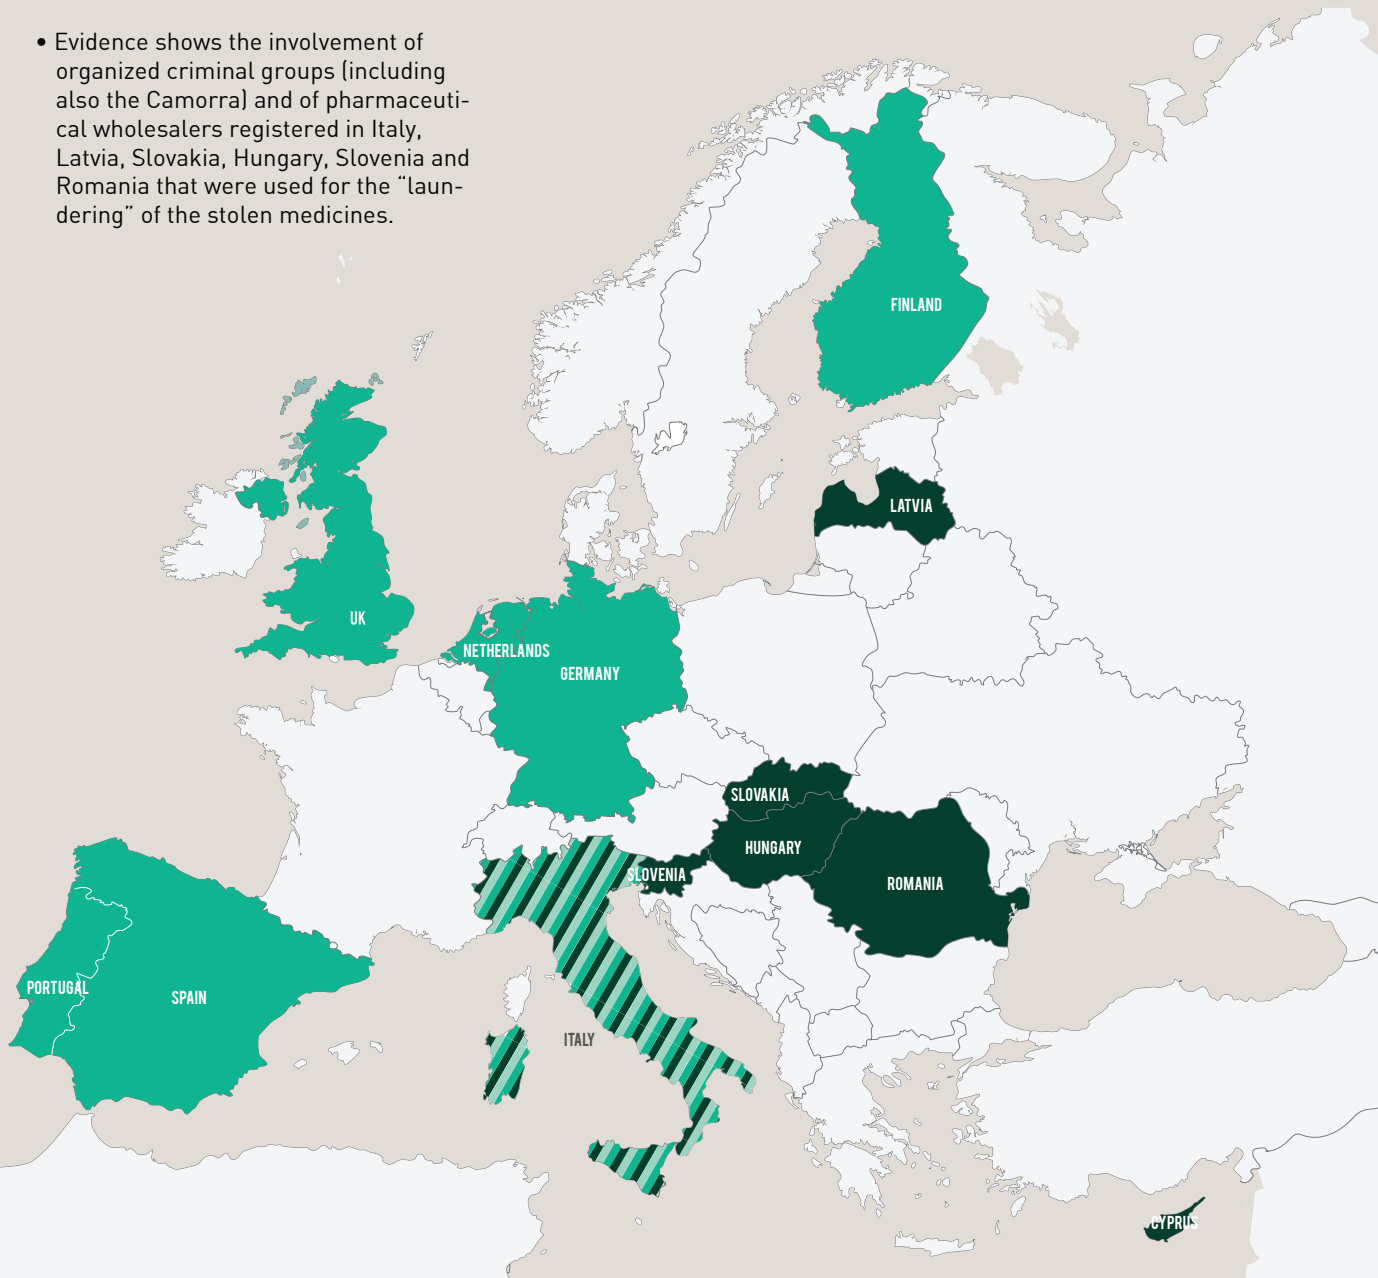 • Evidence shows the involvement of
organized criminal groups (including
also the Camorra) and of pharmaceuti-
cal wholesalers registered in Italy,
Latvia, Slovakia, Hungary, Slovenia and
Romania that were used for the “laun-
dering” of the stolen medicines.
FINLAND
LATVIA
UK
NETHERLANDS
GERMANY
SLOVAKIA
HUNGARY
SLOVENIA
ROMANIA
PORTUGAL
SPAIN
ITALY
CYPRUS